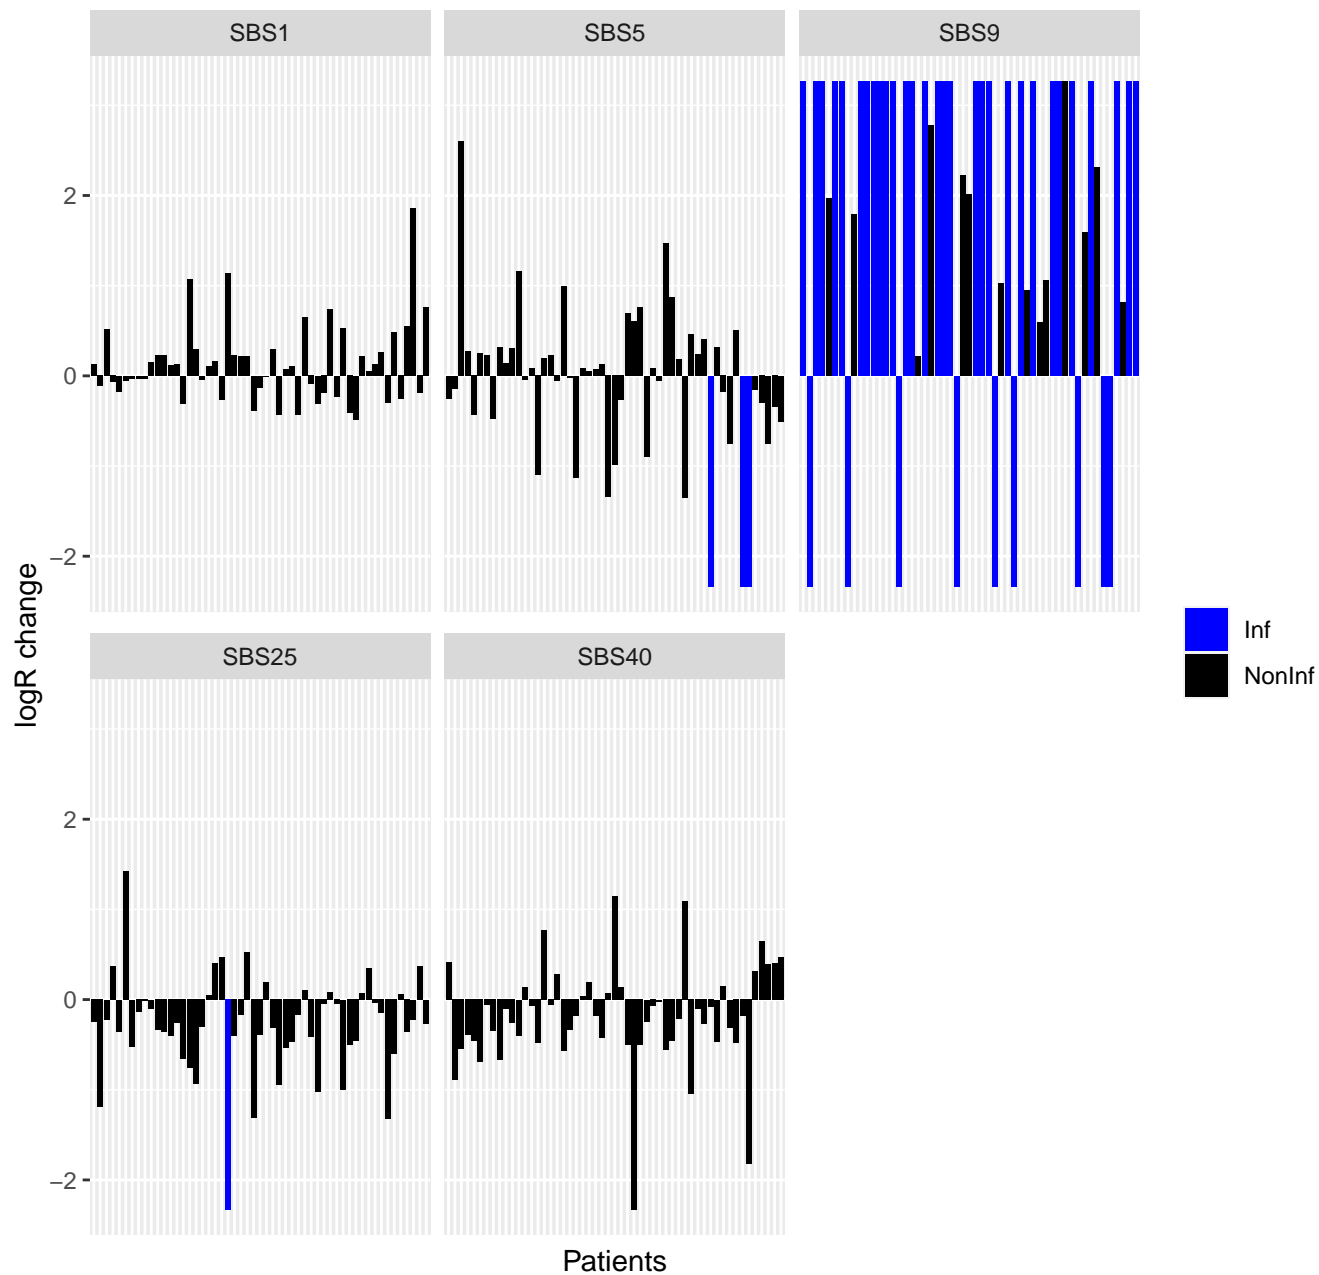 SBS1
SBS5
SBS9
2
0
−2
logR change
SBS25
SBS40
2
0
−2
Patients
Inf
NonInf